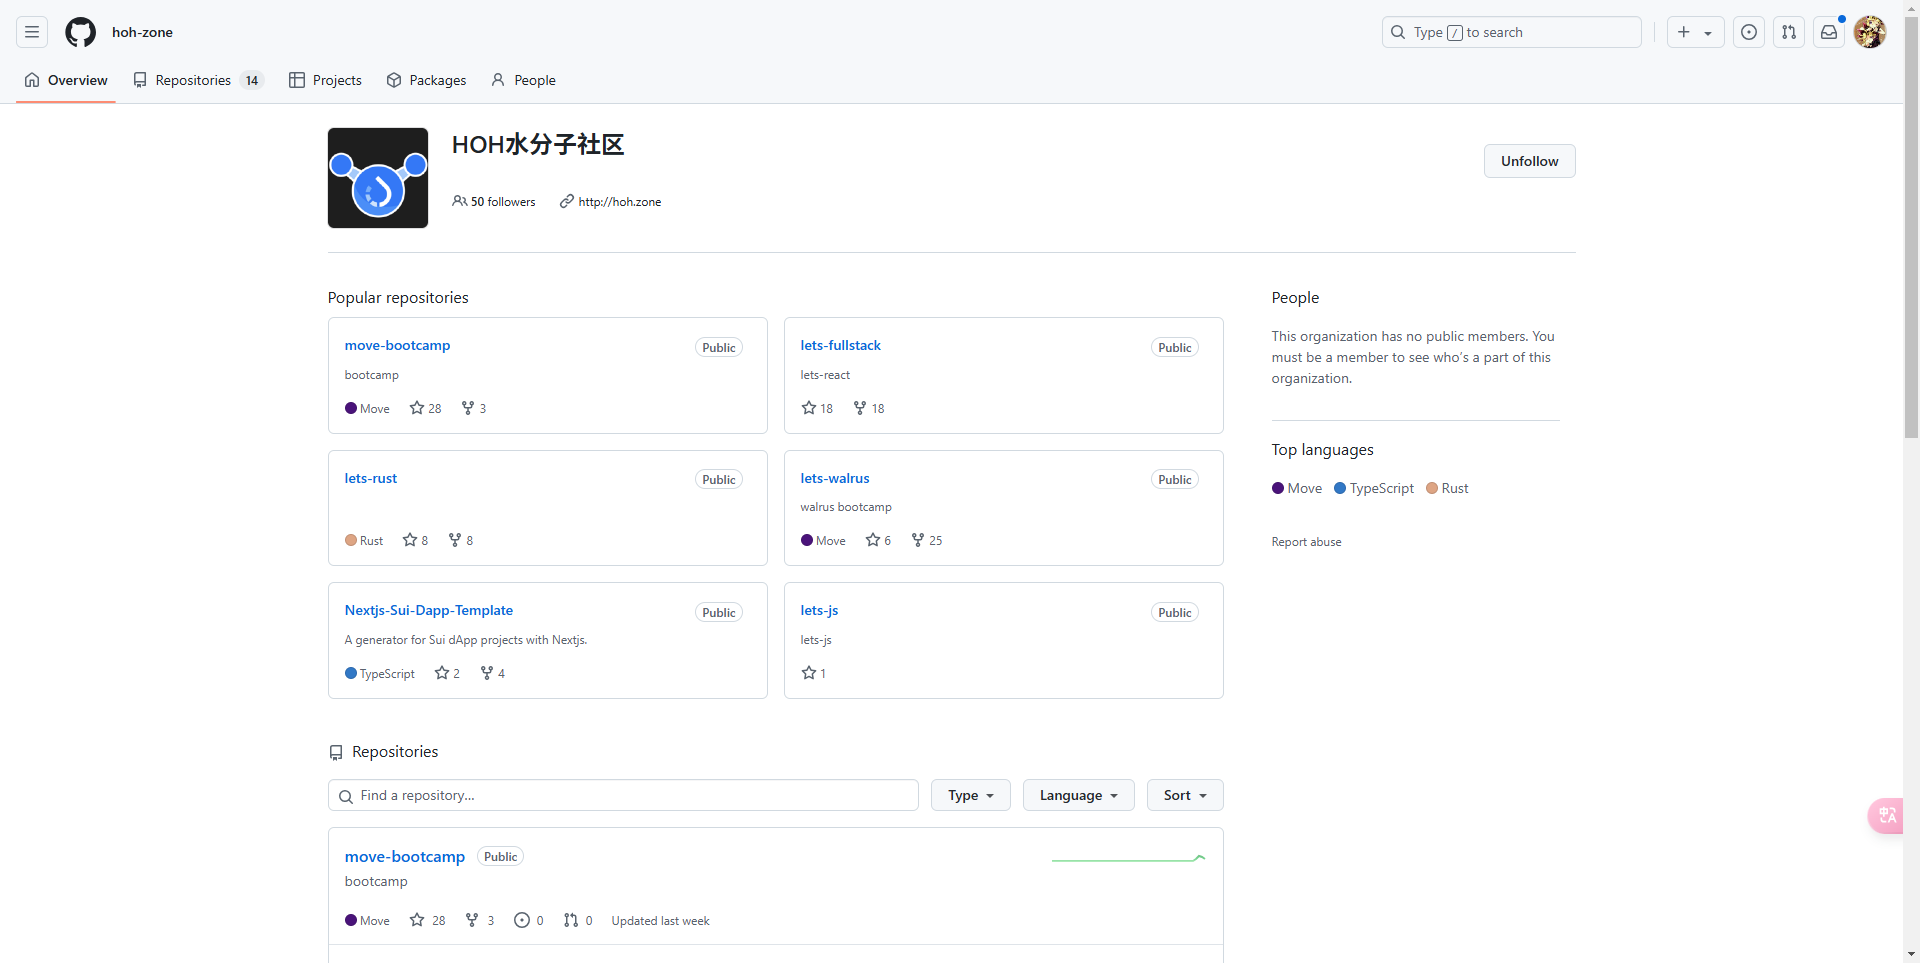 hoh-zone
Type / to search
Overview
Repositories 14
Projects
Packages
People
HOH水分子社区
50 followers
http://hoh.zone
Unfollow
Popular repositories
move-bootcamp
Public
bootcamp
Move 28 3
lets-fullstack
Public
lets-react
18 18
lets-rust
Public
Rust 8 8
lets-walrus
Public
walrus bootcamp
Move 6 25
Nextjs-Sui-Dapp-Template
Public
A generator for Sui dApp projects with Nextjs.
TypeScript 2 4
lets-js
Public
lets-js
1
People
This organization has no public members. You
must be a member to see who’s a part of this
organization.
Top languages
Move TypeScript Rust
Report abuse
Repositories
Find a repository...
Type
Language
Sort
move-bootcamp Public
bootcamp
Move 28 3 0 0 Updated last week
中 A